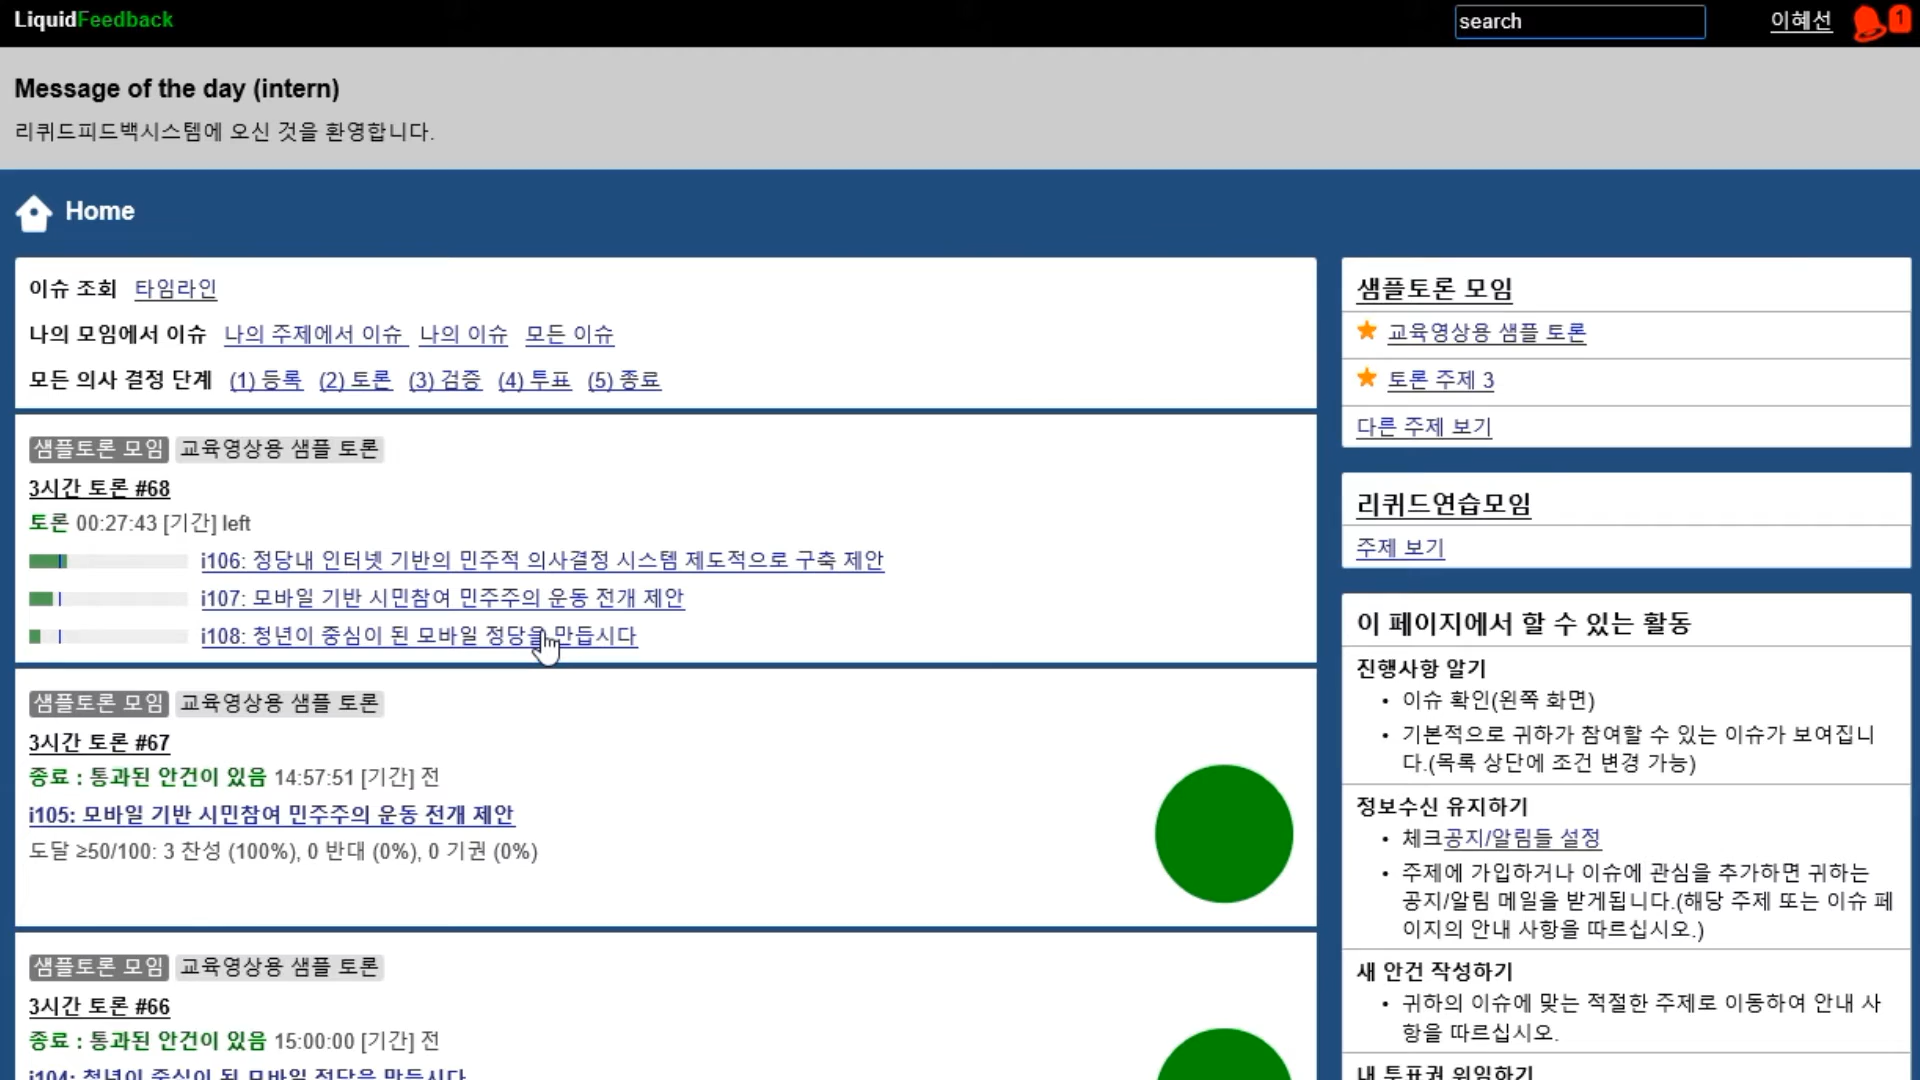 LiquidFeedback
search
이혜선
1
Message of the day (intern)
리퀴드피드백시스템에 오신 것을 환영합니다.
Home
이슈 조회 타임라인
나의 모임에서 이슈 나의 주제에서 이슈 나의 이슈 모든 이슈
모든 의사 결정 단계 (1) 등록 (2) 토론 (3) 검증 (4) 투표 (5) 종료
샘플토론 모임 교육영상용 샘플 토론
3시간 토론 #68
토론 00:27:43 [기간] left
i106: 정당내 인터넷 기반의 민주적 의사결정 시스템 제도적으로 구축 제안
i107: 모바일 기반 시민참여 민주주의 운동 전개 제안
i108: 청년이 중심이 된 모바일 정당을 만듭시다
샘플토론 모임 교육영상용 샘플 토론
3시간 토론 #67
종료 : 통과된 안건이 있음 14:57:51 [기간] 전
i105: 모바일 기반 시민참여 민주주의 운동 전개 제안
도달 ≥50/100: 3 찬성 (100%), 0 반대 (0%), 0 기권 (0%)
샘플토론 모임 교육영상용 샘플 토론
3시간 토론 #66
종료 : 통과된 안건이 있음 15:00:00 [기간] 전
i104: 청년이 중심이 된 모바일 정당을 만듭시다
샘플토론 모임
교육영상용 샘플 토론
토론 주제 3
다른 주제 보기
리퀴드연습모임
주제 보기
이 페이지에서 할 수 있는 활동
진행사항 알기
• 이슈 확인(왼쪽 화면)
• 기본적으로 귀하가 참여할 수 있는 이슈가 보여집니
다.(목록 상단에 조건 변경 가능)
정보수신 유지하기
• 체크공지/알림들 설정
• 주제에 가입하거나 이슈에 관심을 추가하면 귀하는
공지/알림 메일을 받게됩니다.(해당 주제 또는 이슈 페
이지의 안내 사항을 따르십시오.)
새 안건 작성하기
• 귀하의 이슈에 맞는 적절한 주제로 이동하여 안내 사
항을 따르십시오.
내 투표권 위임하기